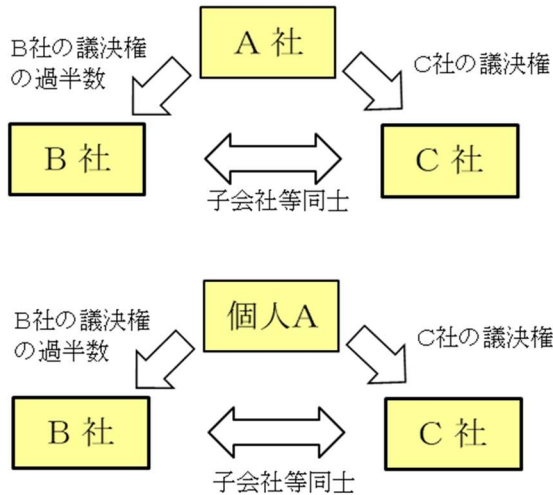 A 社
B社の議決権
の過半数
C社の議決権
B 社
C 社
子会社等同士
個人A
B社の議決権
の過半数
C社の議決権
B 社
C 社
子会社等同士